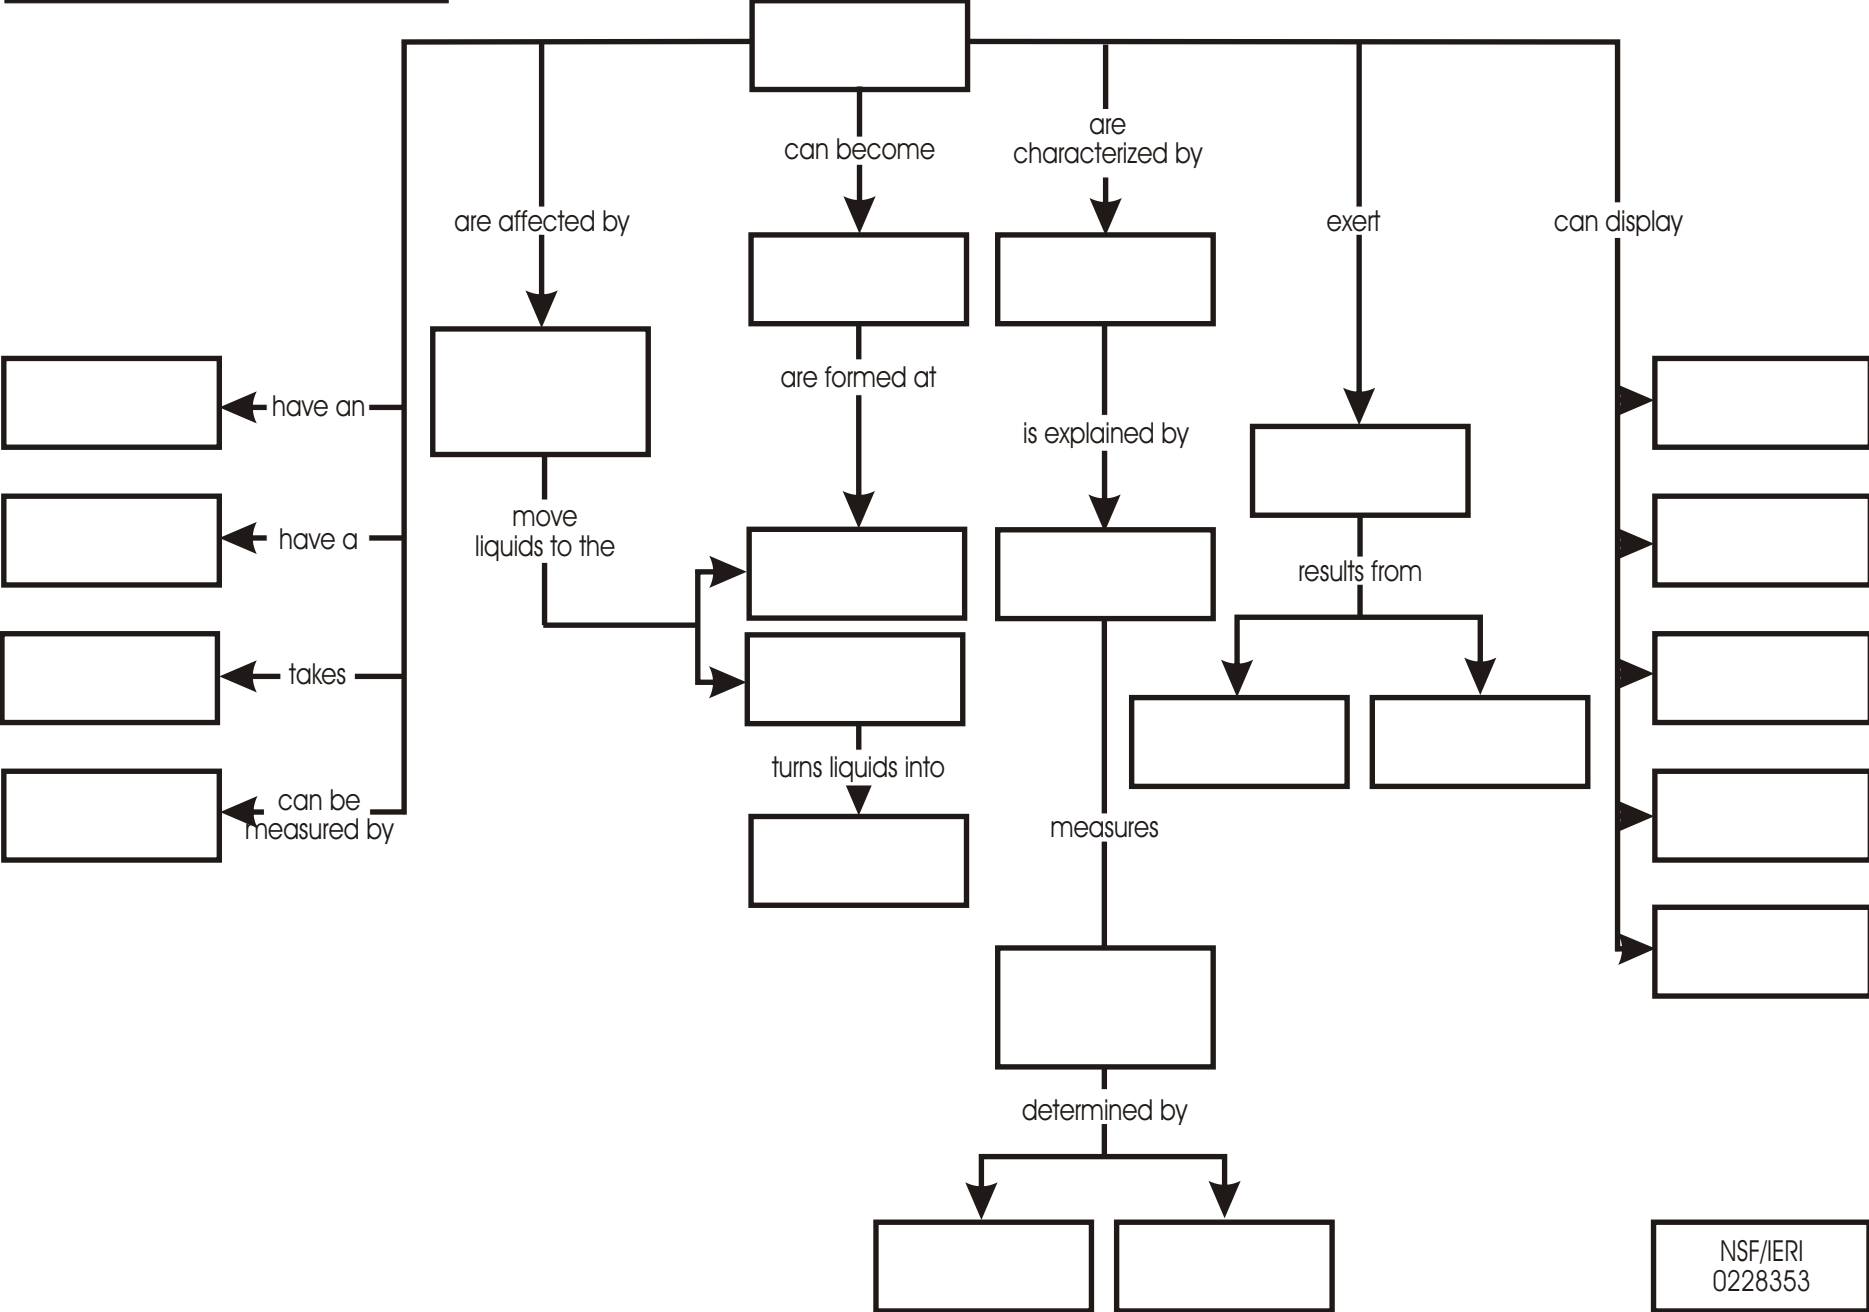 can become
are
characterized by
are affected by
exert
can display
are formed at
have an
is explained by
move
liquids to the
have a
results from
takes
turns liquids into
can be
measured by
measures
determined by
NSF/IERI
0228353